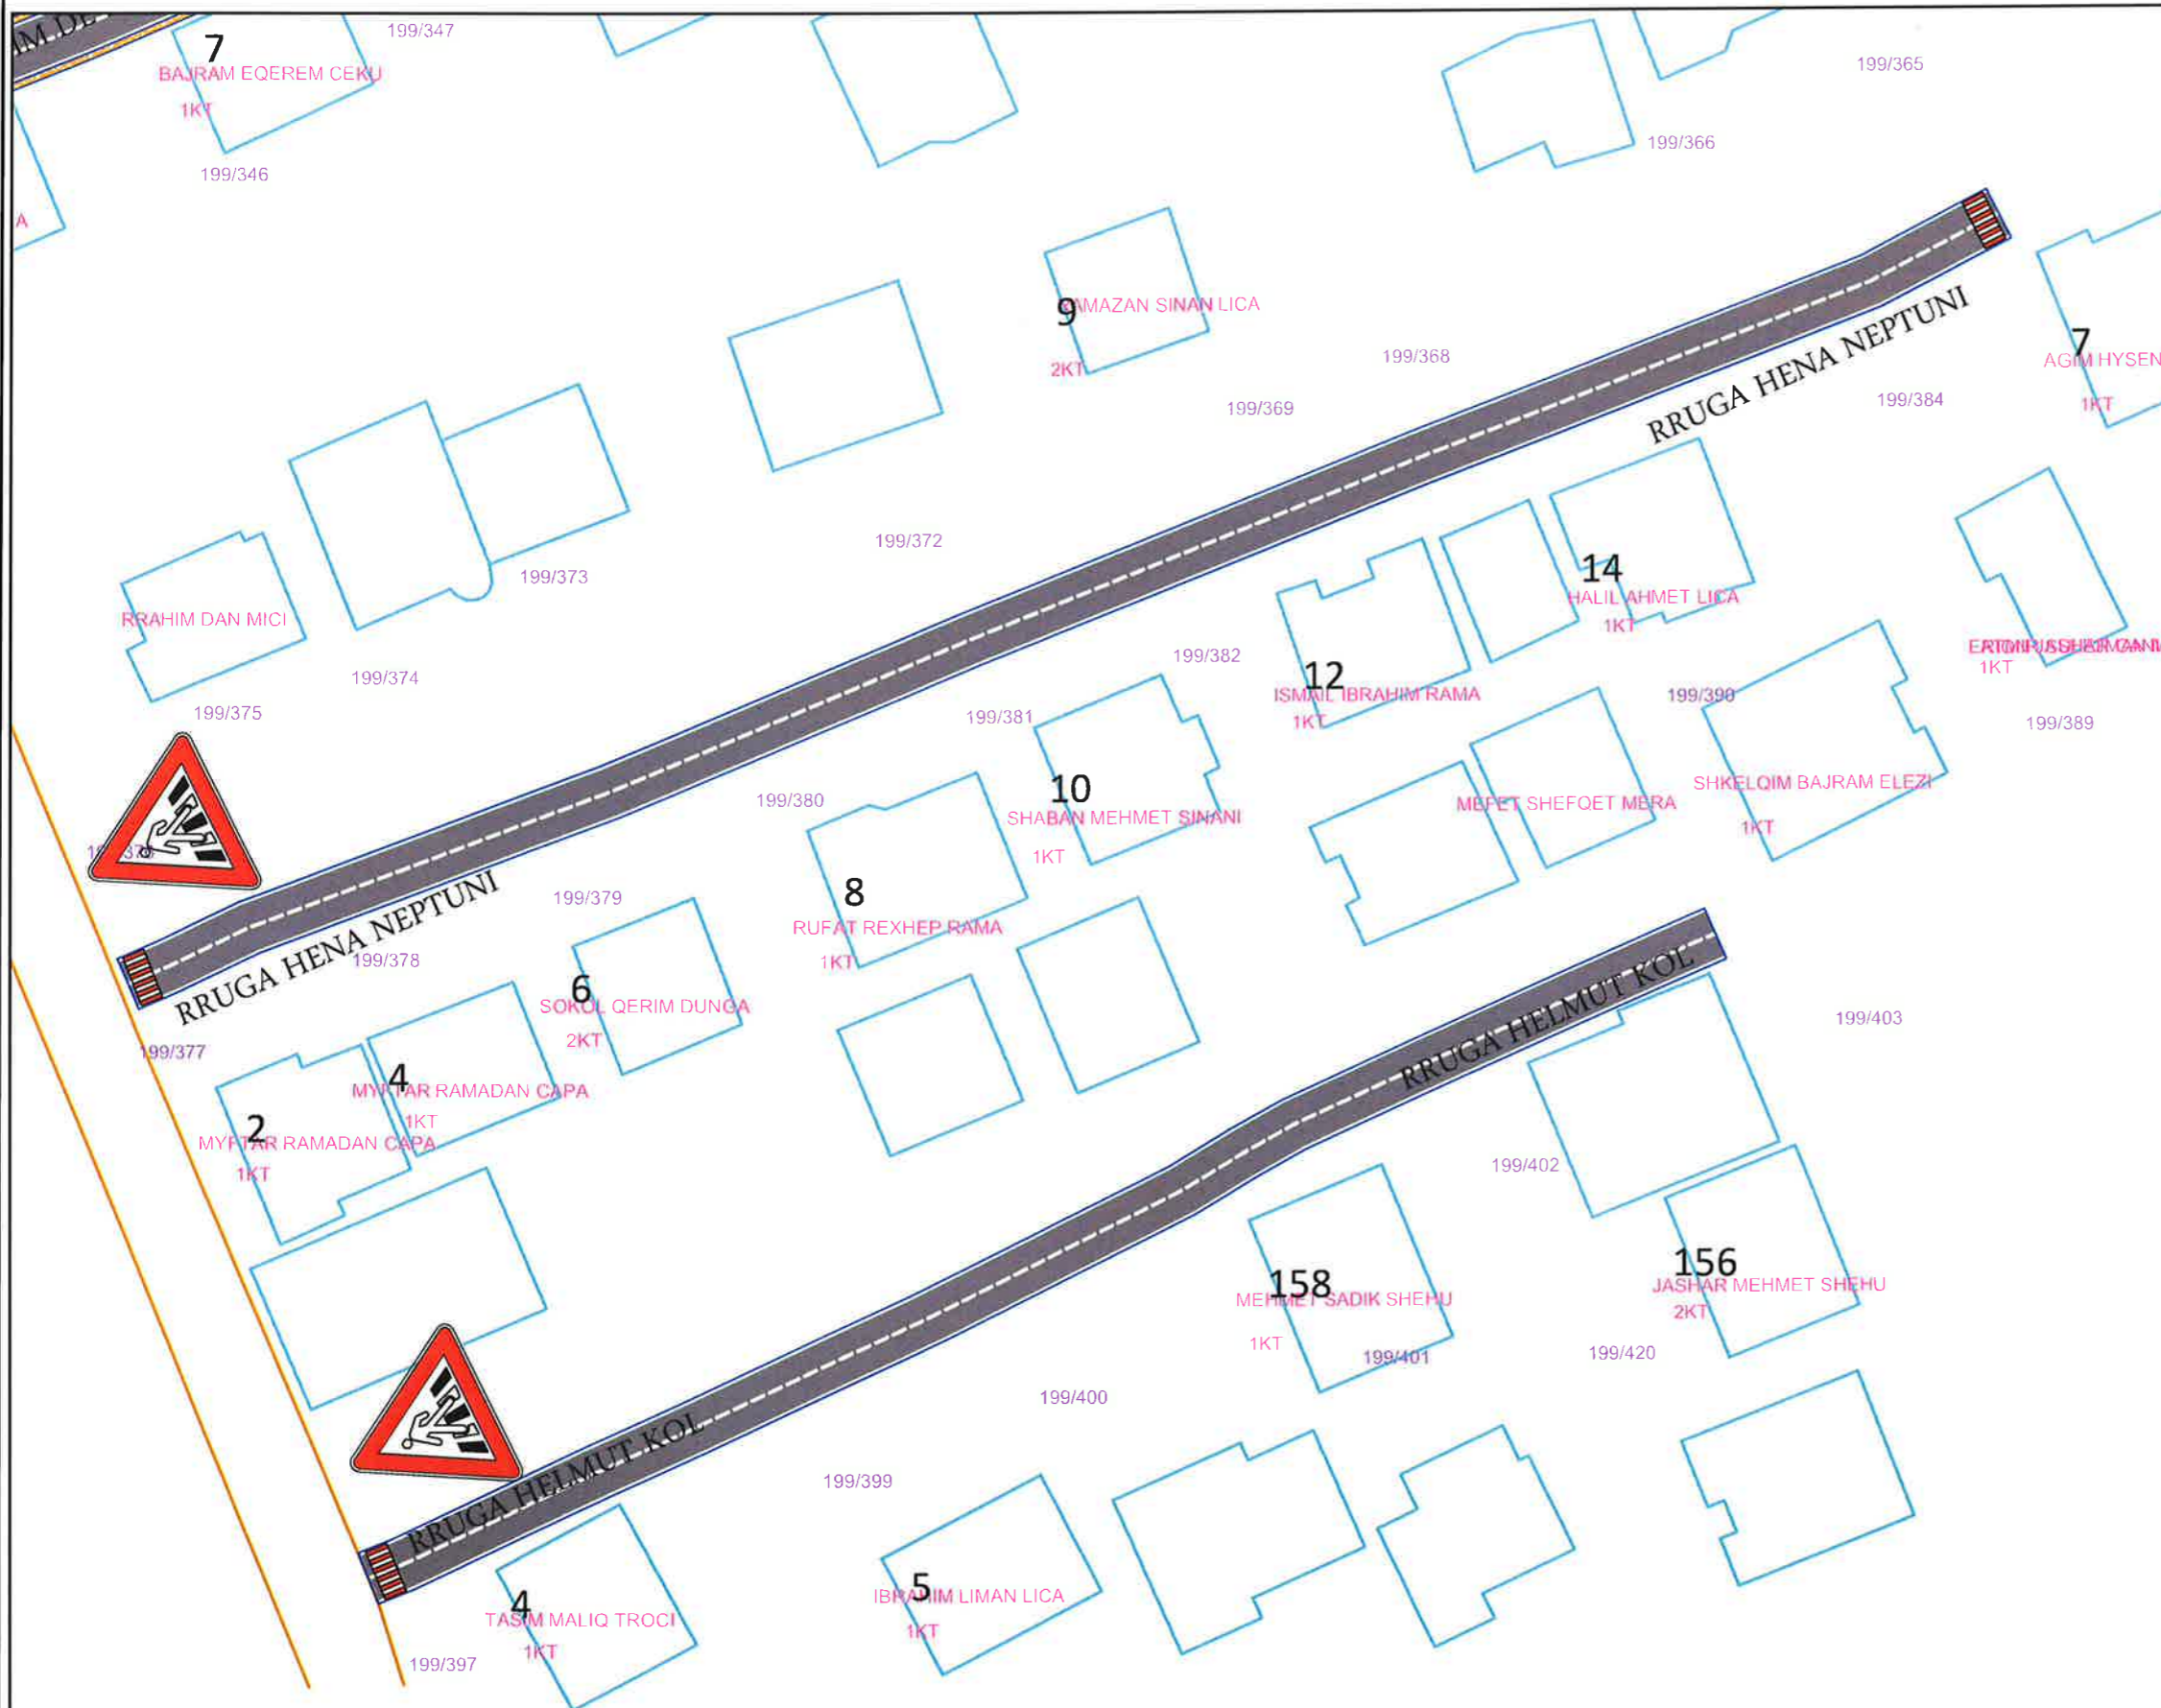 7
BAJRAM EQEREM CEKU
1KT
199/347
199/346
199/365
199/366
A
9
RAMAZAN SINAN LICA
2KT
199/368
199/369
RRUGA HENA NEPTUNI
199/384
7
AGIM HYSEN
1KT
199/372
199/373
RRAHIM DAN MICI
199/374
199/375
14
HALIL AHMET LICA
1KT
199/382
12
ISMAIL IBRAHIM RAMA
1KT
199/390
1KT
199/389
199/381
10
SHABAN MEHMET SINANI
1KT
MEFET SHEFQET MERA
SHKELQIM BAJRAM ELEZI
1KT
199/380
8
RUFAT REXHEP RAMA
1KT
199/379
RRUGA HENA NEPTUNI
199/378
6
SOKOL QERIM DUNGA
2KT
199/377
4
MYFTAR RAMADAN CAPA
1KT
2
MYFTAR RAMADAN CAPA
1KT
RRUGA HELMUT KOL
199/403
199/402
158
MEHMET SADIK SHEHU
1KT
199/401
156
JASHAR MEHMET SHEHU
2KT
199/420
199/400
RRUGA HELMUT KOL
199/399
5
IBRAHIM LIMAN LICA
1KT
4
TASIM MALIQ TROCI
1KT
199/397